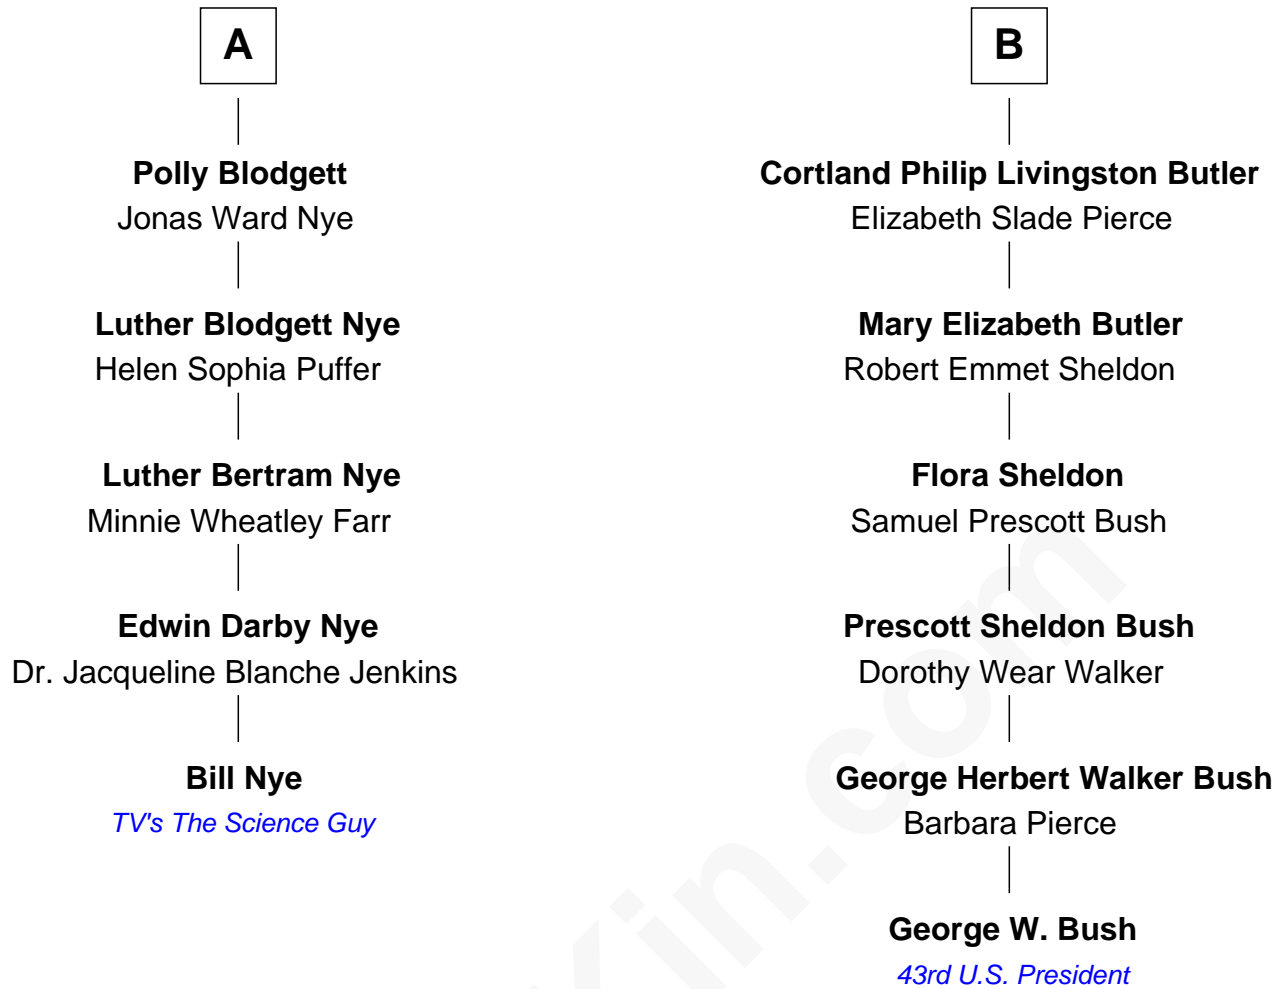 A
Polly Blodgett
Jonas Ward Nye
Luther Blodgett Nye
Helen Sophia Puffer
Luther Bertram Nye
Minnie Wheatley Farr
Edwin Darby Nye
Dr. Jacqueline Blanche Jenkins
Bill Nye
TV's The Science Guy
B
Cortland Philip Livingston Butler
Elizabeth Slade Pierce
Mary Elizabeth Butler
Robert Emmet Sheldon
Flora Sheldon
Samuel Prescott Bush
Prescott Sheldon Bush
Dorothy Wear Walker
George Herbert Walker Bush
Barbara Pierce
George W. Bush
43rd U.S. President